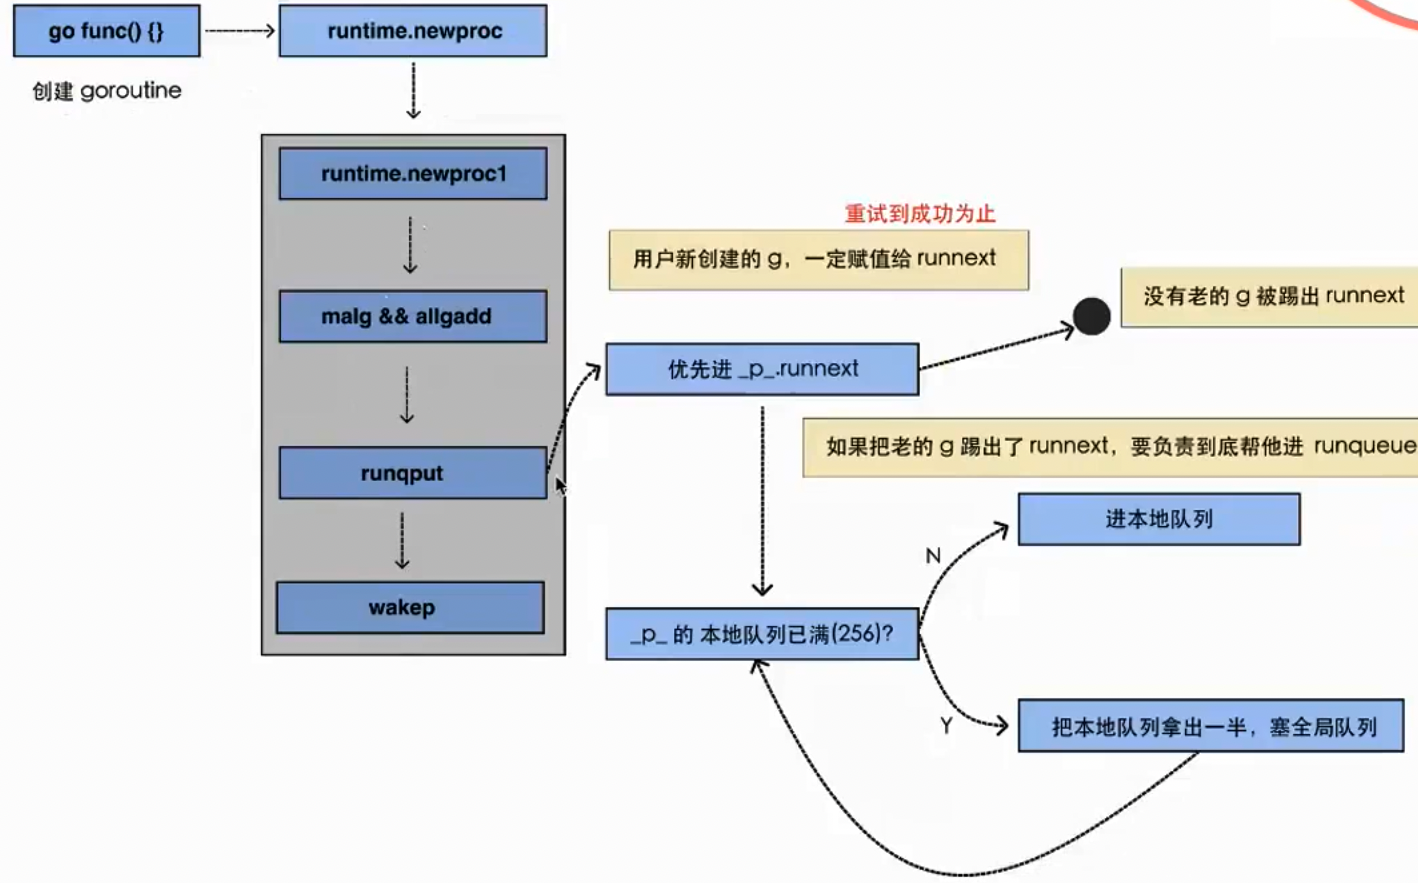 go func() {}
runtime.newproc
创建 goroutine
runtime.newproc1
malg && allgadd
runqput
wakep
重试到成功为止
用户新创建的 g，一定赋值给 runnext
没有老的 g 被踢出 runnext
优先进 _p_.runnext
如果把老的 g 踢出了 runnext，要负责到底帮他进 runqueue
_p_ 的 本地队列已满(256)?
N
进本地队列
Y
把本地队列拿出一半，塞全局队列